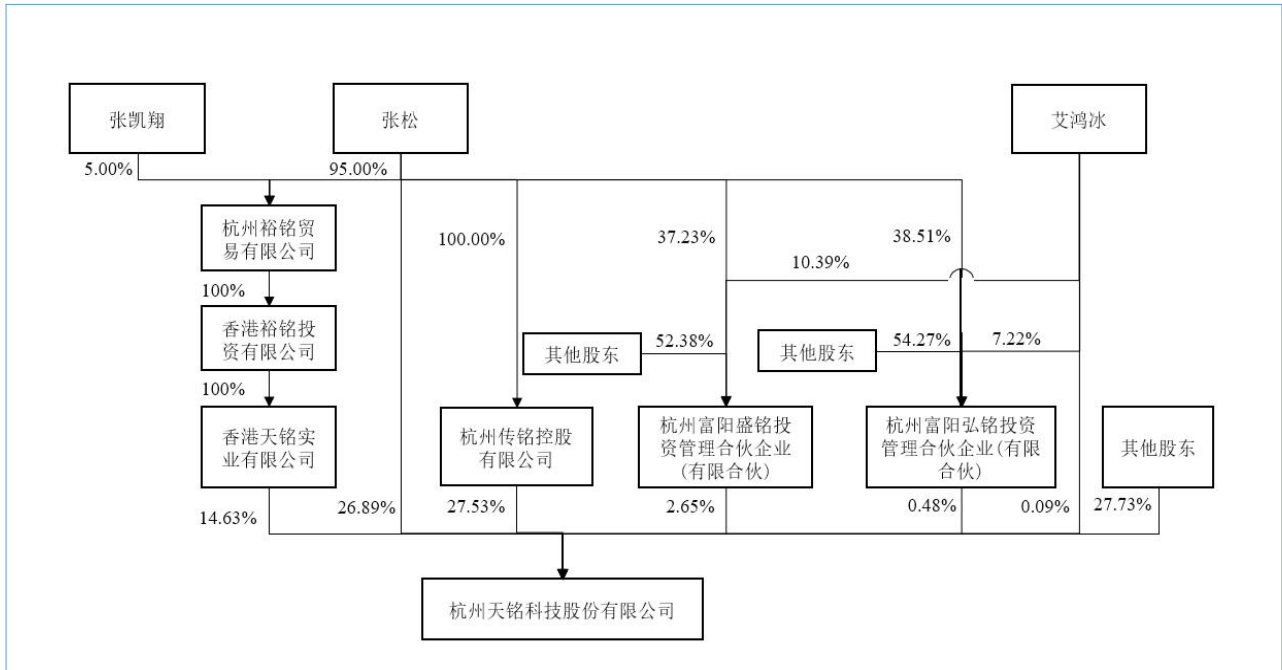 张凯翔
张松
艾鸿冰
5.00%
95.00%
杭州裕铭贸
易有限公司
100.00%
37.23%
38.51%
10.39%
100%
香港裕铭投
资有限公司
其他股东
52.38%
其他股东
54.27%
7.22%
100%
香港天铭实
业有限公司
杭州传铭控股
有限公司
杭州富阳盛铭投
资管理合伙企业
(有限合伙)
杭州富阳弘铭投资
管理合伙企业(有限
合伙)
其他股东
14.63%
26.89%
27.53%
2.65%
0.48%
0.09%
27.73%
杭州天铭科技股份有限公司